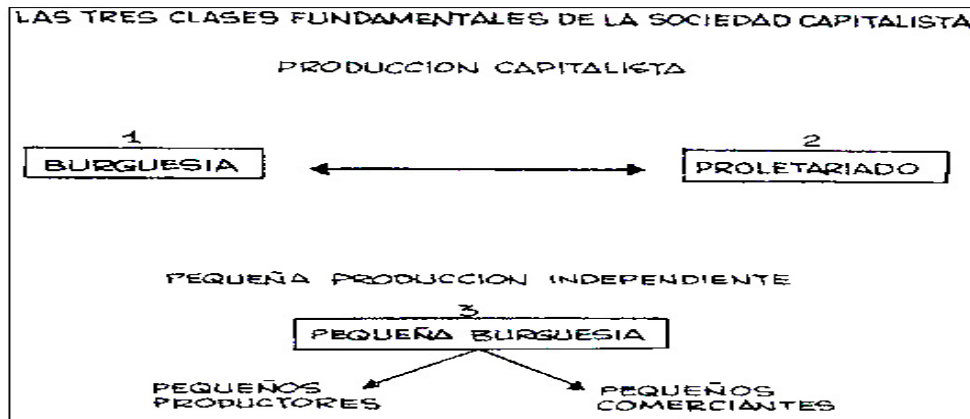 LAS TRES CLASES FUNDAMENTALES DE LA SOCIEDAD CAPITALISTA
PRODUCCION CAPITALISTA
1
BURGUESIA
2
PROLETARIADO
PEQUEÑA PRODUCCION INDEPENDIENTE
3
PEQUEÑA BURGUESIA
PEQUEÑOS
PRODUCTORES
PEQUEÑOS
COMERCIANTES